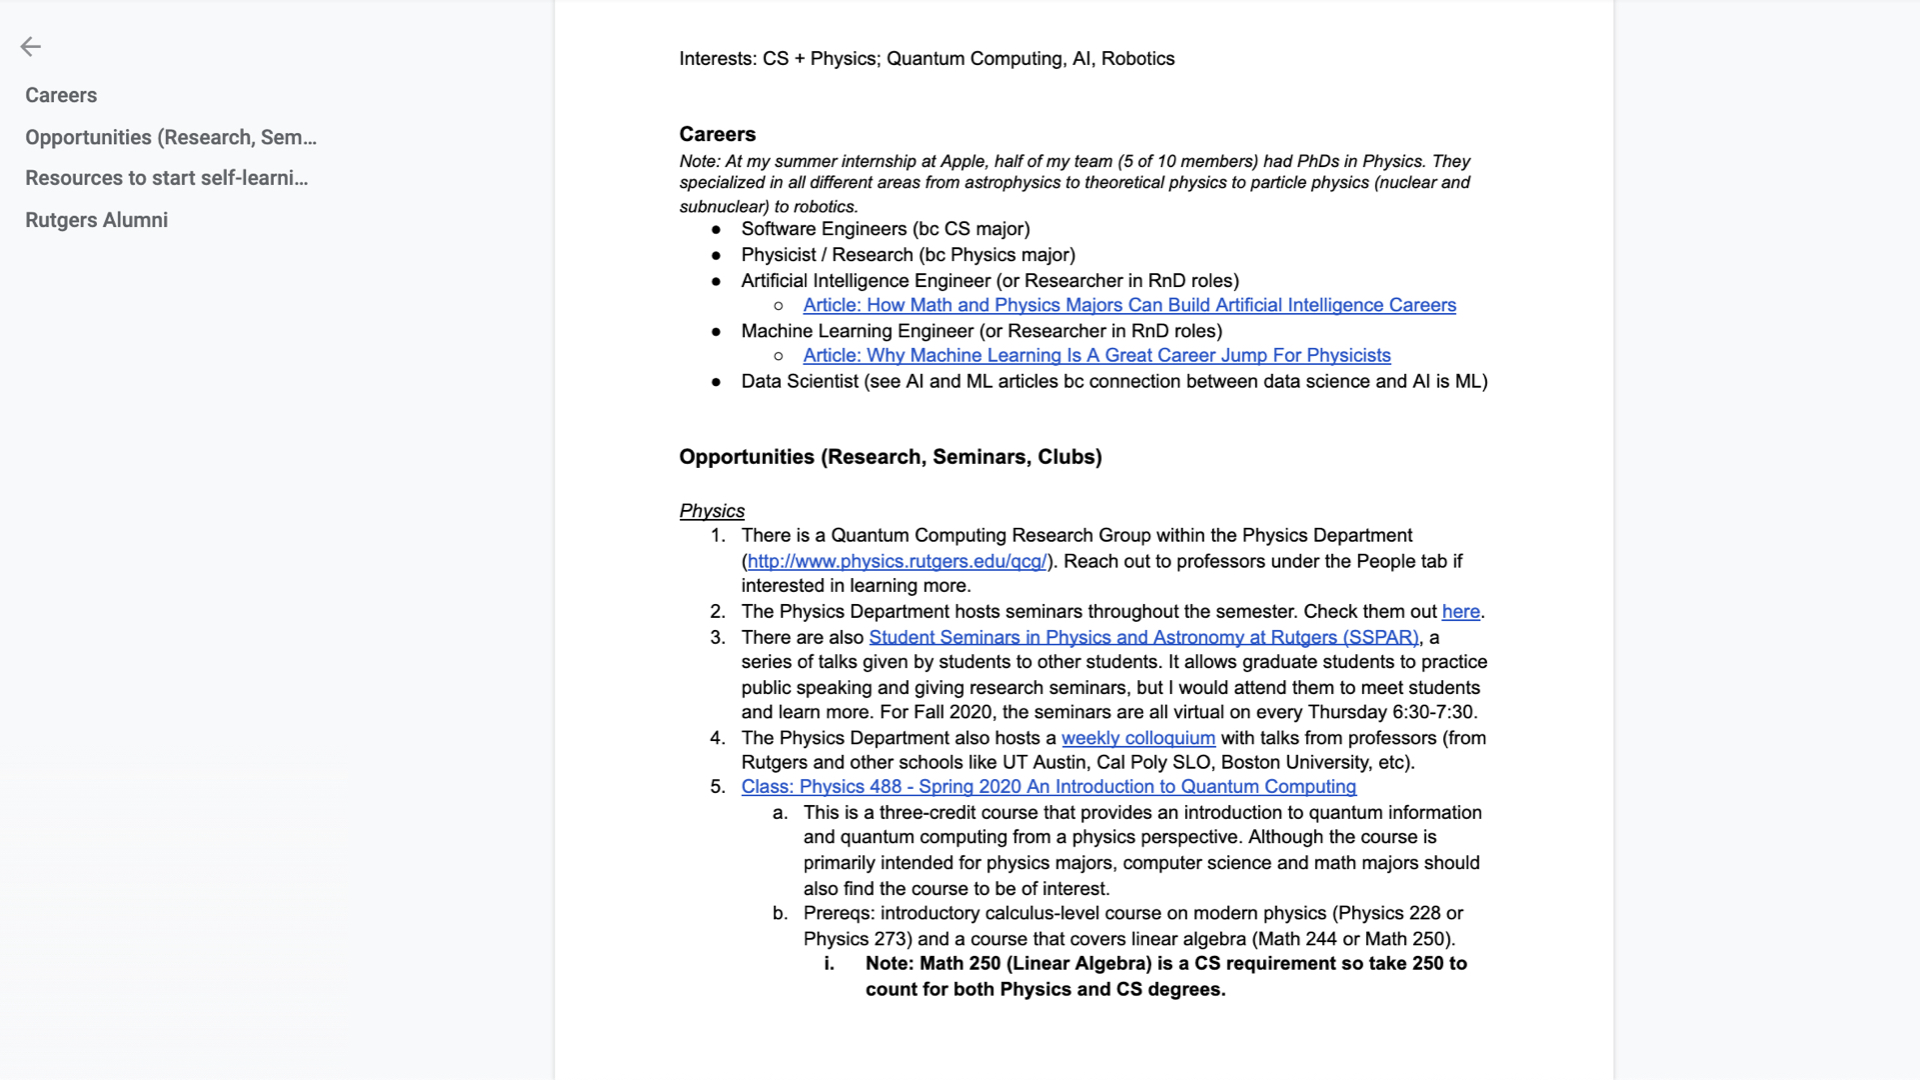 Careers
Opportunities (Research, Sem...
Resources to start self-learni...
Rutgers Alumni
Interests: CS + Physics; Quantum Computing, AI, Robotics
Careers
Note: At my summer internship at Apple, half of my team (5 of 10 members) had PhDs in Physics. They
specialized in all different areas from astrophysics to theoretical physics to particle physics (nuclear and
subnuclear) to robotics.
● Software Engineers (bc CS major)
● Physicist / Research (bc Physics major)
● Artificial Intelligence Engineer (or Researcher in RnD roles)
○ Article: How Math and Physics Majors Can Build Artificial Intelligence Careers
● Machine Learning Engineer (or Researcher in RnD roles)
○ Article: Why Machine Learning Is A Great Career Jump For Physicists
● Data Scientist (see AI and ML articles bc connection between data science and AI is ML)
Opportunities (Research, Seminars, Clubs)
Physics
1. There is a Quantum Computing Research Group within the Physics Department
(http://www.physics.rutgers.edu/qcg/). Reach out to professors under the People tab if
interested in learning more.
2. The Physics Department hosts seminars throughout the semester. Check them out here.
3. There are also Student Seminars in Physics and Astronomy at Rutgers (SSPAR), a
series of talks given by students to other students. It allows graduate students to practice
public speaking and giving research seminars, but I would attend them to meet students
and learn more. For Fall 2020, the seminars are all virtual on every Thursday 6:30-7:30.
4. The Physics Department also hosts a weekly colloquium with talks from professors (from
Rutgers and other schools like UT Austin, Cal Poly SLO, Boston University, etc).
5. Class: Physics 488 - Spring 2020 An Introduction to Quantum Computing
a. This is a three-credit course that provides an introduction to quantum information
and quantum computing from a physics perspective. Although the course is
primarily intended for physics majors, computer science and math majors should
also find the course to be of interest.
b. Prereqs: introductory calculus-level course on modern physics (Physics 228 or
Physics 273) and a course that covers linear algebra (Math 244 or Math 250).
i. Note: Math 250 (Linear Algebra) is a CS requirement so take 250 to
count for both Physics and CS degrees.